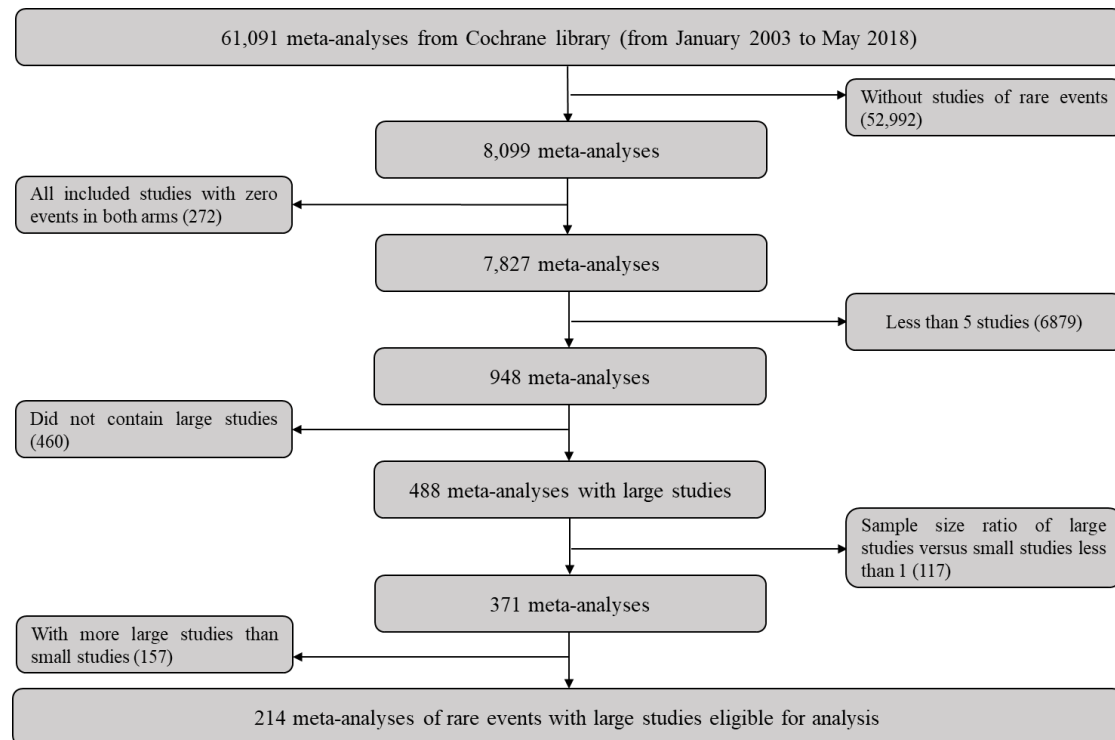 61,091 meta-analyses from Cochrane library (from January 2003 to May 2018)
Without studies of rare events
(52,992)
8,099 meta-analyses
All included studies with zero
events in both arms (272)
7,827 meta-analyses
Less than 5 studies (6879)
948 meta-analyses
Did not contain large studies
(460)
488 meta-analyses with large studies
Sample size ratio of large
studies versus small studies less
than 1 (117)
371 meta-analyses
With more large studies than
small studies (157)
214 meta-analyses of rare events with large studies eligible for analysis